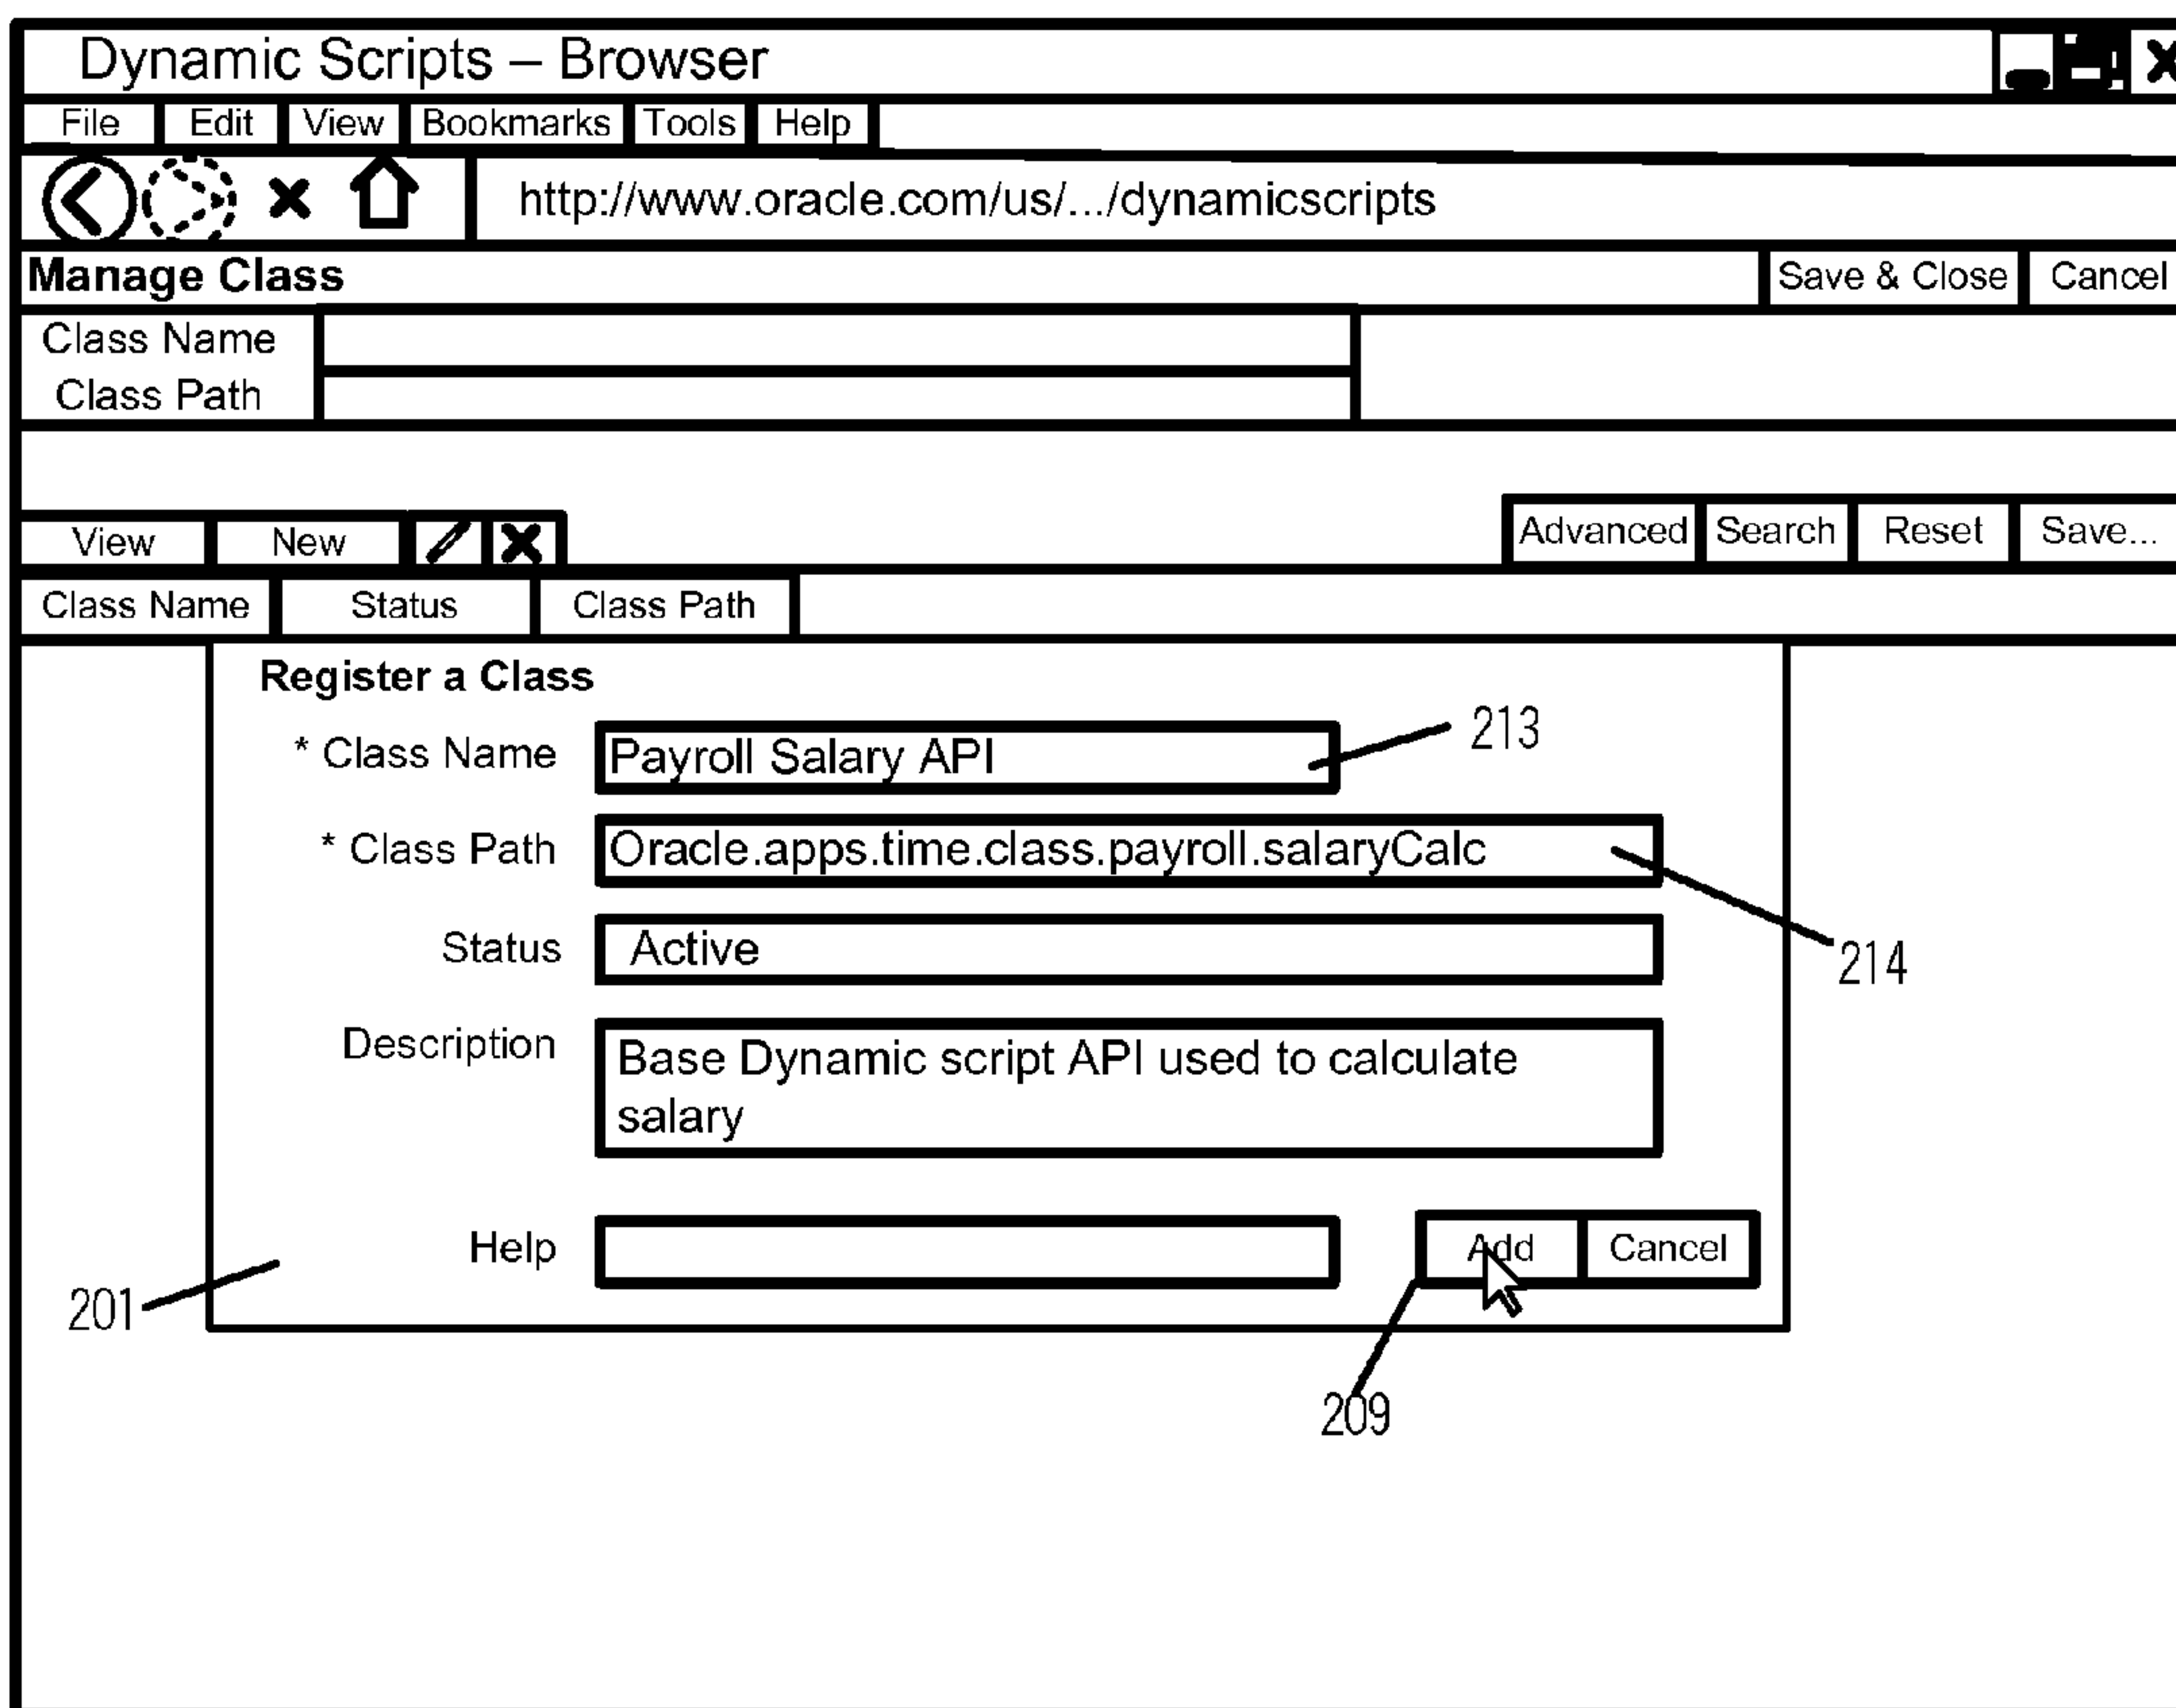 Dynamic Scripts – Browser
File Edit View Bookmarks Tools Help
http://www.oracle.com/us/.../dynamicscripts
Manage Class Save & Close Cancel
Class Name
Class Path
View New Advanced Search Reset Save...
Class Name Status Class Path
Register a Class
* Class Name Payroll Salary API 213
* Class Path Oracle.apps.time.class.payroll.salaryCalc
Status Active 214
Description Base Dynamic script API used to calculate
salary
Help Add Cancel
201
209